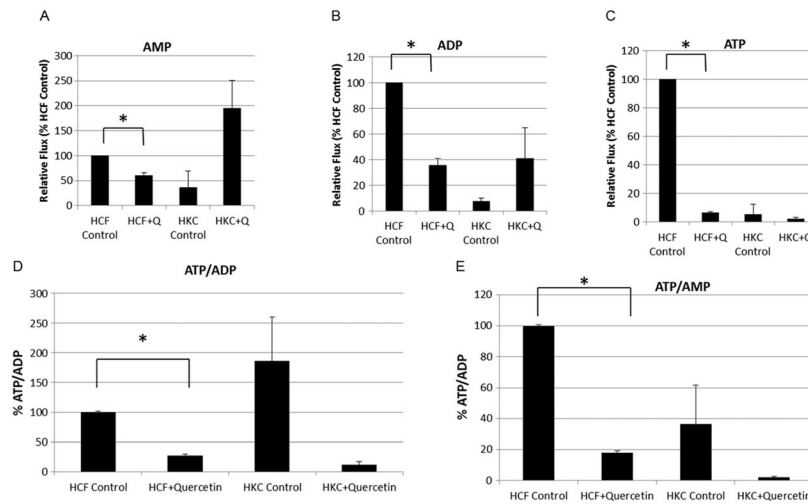 A
AMP
Relative Flux (% HCF Control)
300
250
200
150
100
50
0
*
HCF Control
HCF+Q
HKC Control
HKC+Q
B
ADP
Relative Flux (% HCF Control)
120
100
80
60
40
20
0
*
HCF Control
HCF+Q
HKC Control
HKC+Q
C
ATP
Relative Flux (% HCF Control)
120
100
80
60
40
20
0
*
HCF Control
HCF+Q
HKC Control
HKC+Q
D
ATP/ADP
% ATP/ADP
300
250
200
150
100
50
0
*
HCF Control
HCF+Quercetin
HKC Control
HKC+Quercetin
E
ATP/AMP
% ATP/ADP
120
100
80
60
40
20
0
*
HCF Control
HCF+Quercetin
HKC Control
HKC+Quercetin